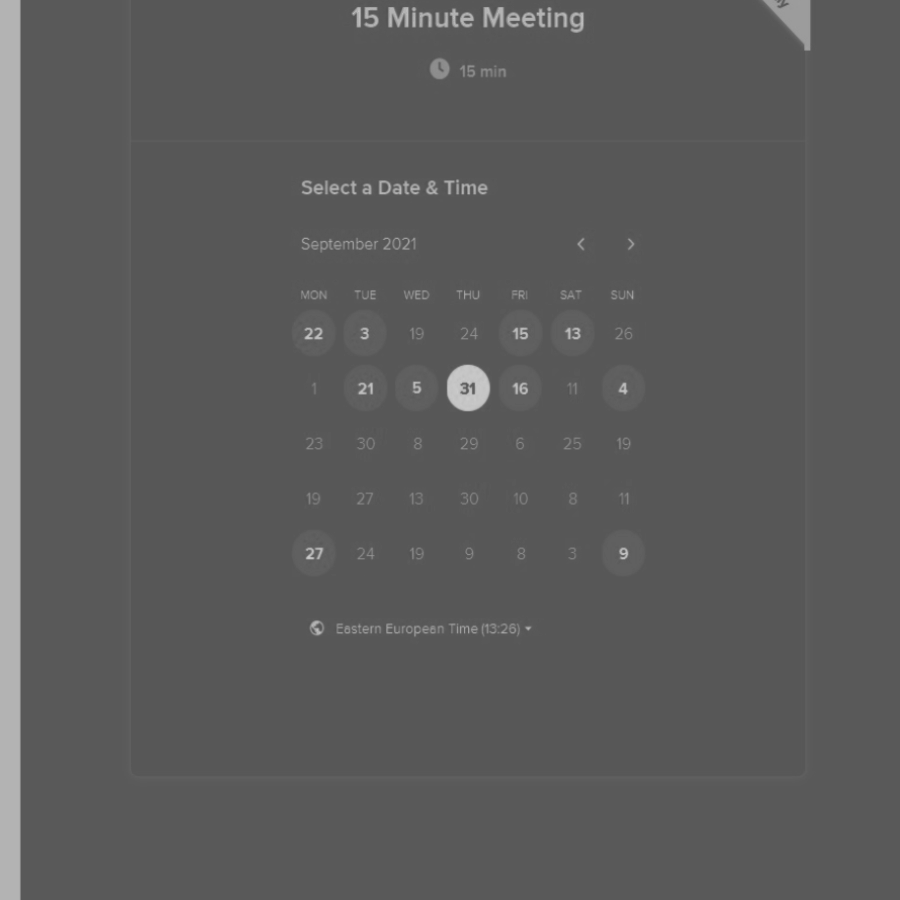 15 Minute Meeting
15 min
Select a Date & Time
September 2021
MON TUE WED THU FRI SAT SUN
22 3 19 24 15 13 26
1 21 5 31 16 11 4
23 30 8 29 6 25 19
19 27 13 30 10 8 11
27 24 19 9 8 3 9
Eastern European Time (13:26)